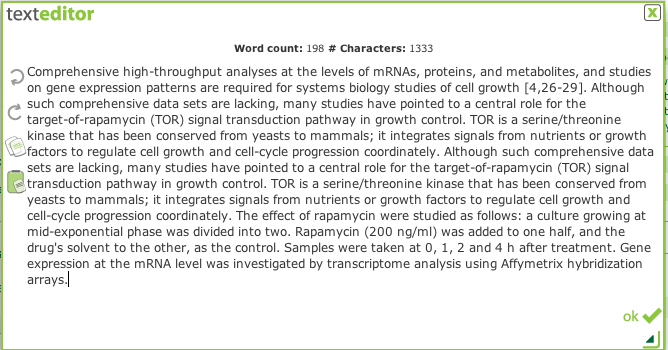 texteditor
X
Word count: 198 # Characters: 1333
Comprehensive high-throughput analyses at the levels of mRNAs, proteins, and metabolites, and studies
on gene expression patterns are required for systems biology studies of cell growth [4,26-29]. Although
such comprehensive data sets are lacking, many studies have pointed to a central role for the
target-of-rapamycin (TOR) signal transduction pathway in growth control. TOR is a serine/threonine
kinase that has been conserved from yeasts to mammals; it integrates signals from nutrients or growth
factors to regulate cell growth and cell-cycle progression coordinately. Although such comprehensive data
sets are lacking, many studies have pointed to a central role for the target-of-rapamycin (TOR) signal
transduction pathway in growth control. TOR is a serine/threonine kinase that has been conserved from
yeasts to mammals; it integrates signals from nutrients or growth factors to regulate cell growth and
cell-cycle progression coordinately. The effect of rapamycin were studied as follows: a culture growing at
mid-exponential phase was divided into two. Rapamycin (200 ng/ml) was added to one half, and the
drug's solvent to the other, as the control. Samples were taken at 0, 1, 2 and 4 h after treatment. Gene
expression at the mRNA level was investigated by transcriptome analysis using Affymetrix hybridization
arrays.
ok